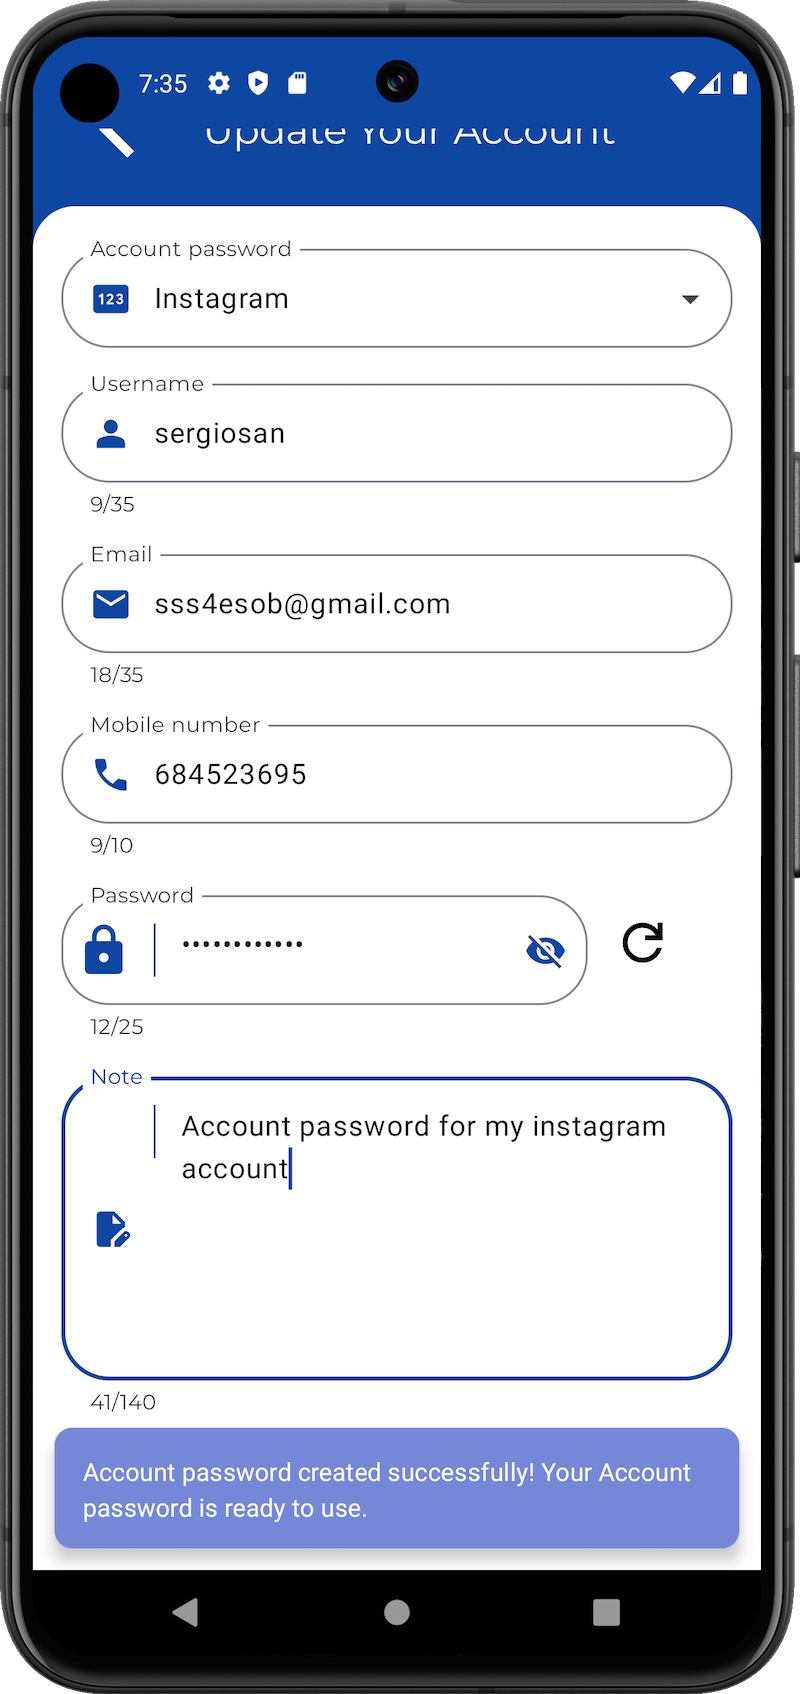 7:35
Update Your Account
Account password
123
Instagram
Username
sergiosan
9/35
Email
sss4esob@gmail.com
18/35
Mobile number
684523695
9/10
Password
••••••••••••
12/25
Note
Account password for my instagram
account
41/140
Account password created successfully! Your Account
password is ready to use.